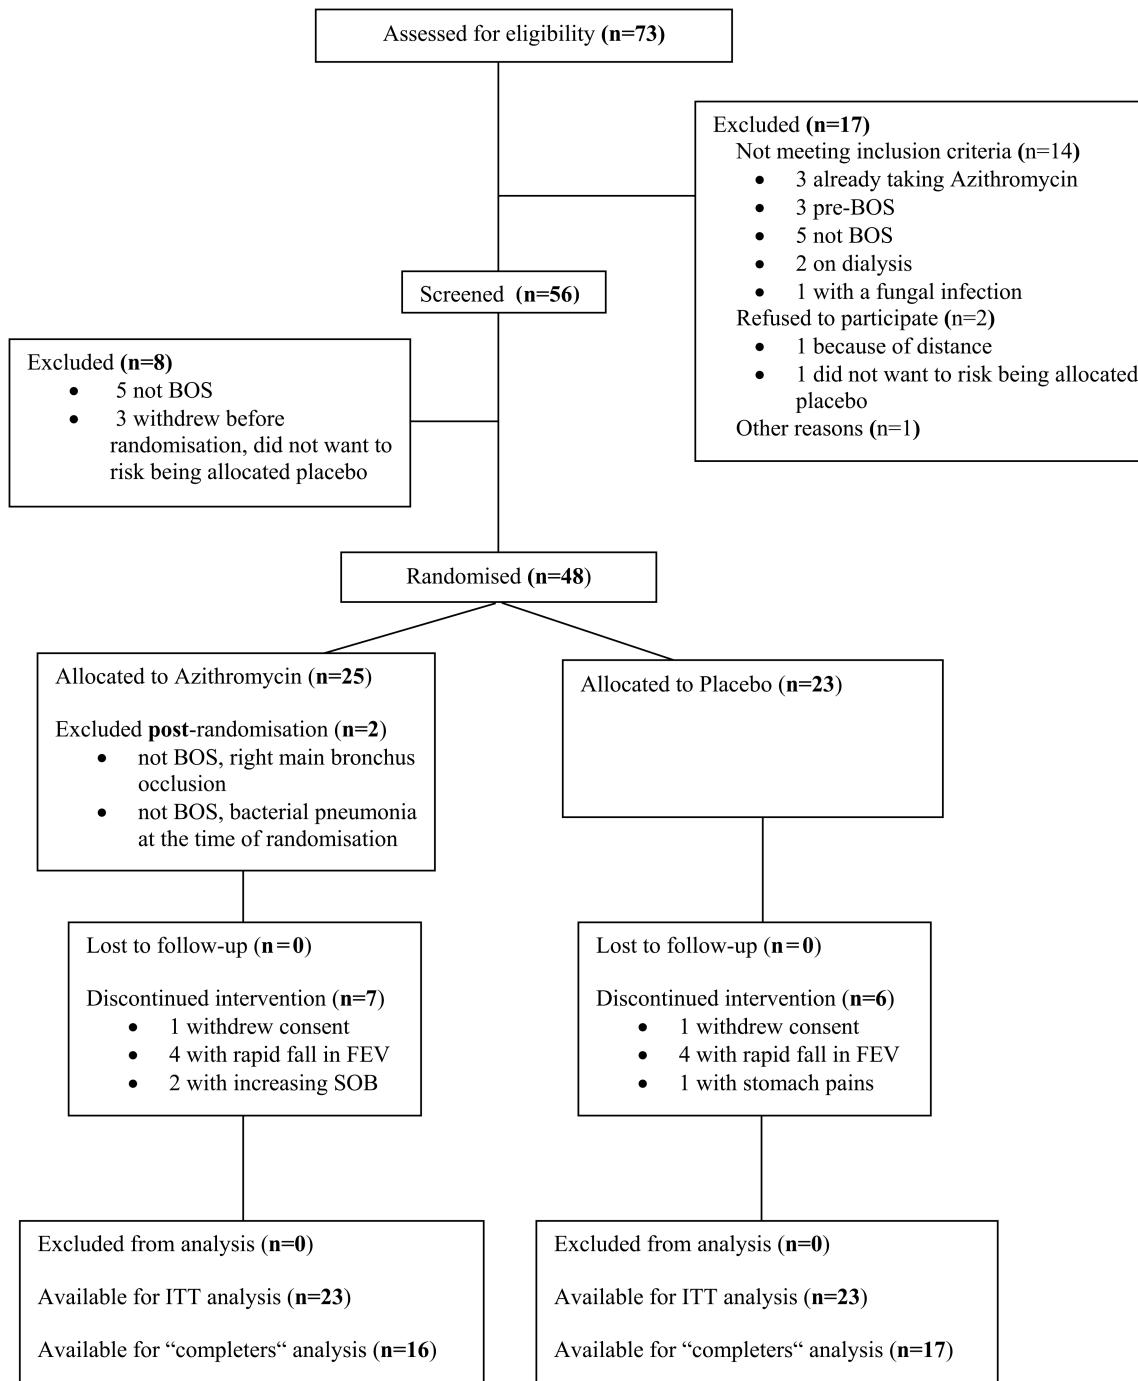 Assessed for eligibility (n=73)
Excluded (n=17)
Not meeting inclusion criteria (n=14)
• 3 already taking Azithromycin
• 3 pre-BOS
• 5 not BOS
• 2 on dialysis
• 1 with a fungal infection
Refused to participate (n=2)
• 1 because of distance
• 1 did not want to risk being allocated
placebo
Other reasons (n=1)
Screened (n=56)
Excluded (n=8)
• 5 not BOS
• 3 withdrew before
randomisation, did not want to
risk being allocated placebo
Randomised (n=48)
Allocated to Azithromycin (n=25)
Excluded post-randomisation (n=2)
• not BOS, right main bronchus
occlusion
• not BOS, bacterial pneumonia
at the time of randomisation
Allocated to Placebo (n=23)
Lost to follow-up (n=0)
Discontinued intervention (n=7)
• 1 withdrew consent
• 4 with rapid fall in FEV
• 2 with increasing SOB
Lost to follow-up (n=0)
Discontinued intervention (n=6)
• 1 withdrew consent
• 4 with rapid fall in FEV
• 1 with stomach pains
Excluded from analysis (n=0)
Available for ITT analysis (n=23)
Available for “completers“ analysis (n=16)
Excluded from analysis (n=0)
Available for ITT analysis (n=23)
Available for “completers“ analysis (n=17)